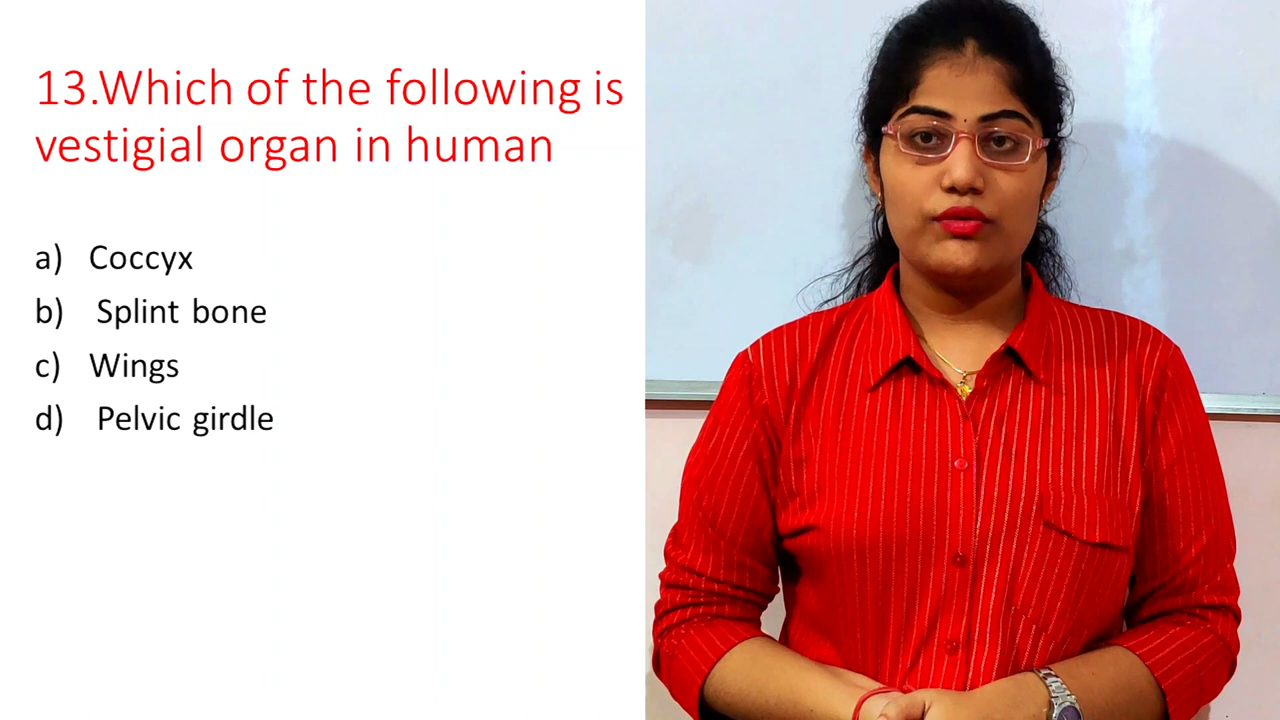 13.Which of the following is
vestigial organ in human
a) Coccyx
b) Splint bone
c) Wings
d) Pelvic girdle